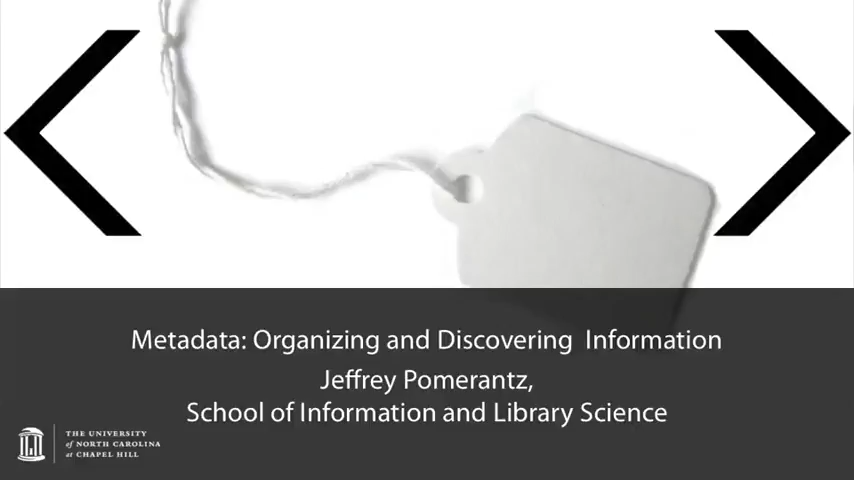 Metadata: Organizing and Discovering  Information
Jeffrey Pomerantz,
School of Information and Library Science
THE UNIVERSITY
of NORTH CAROLINA
at CHAPEL HILL